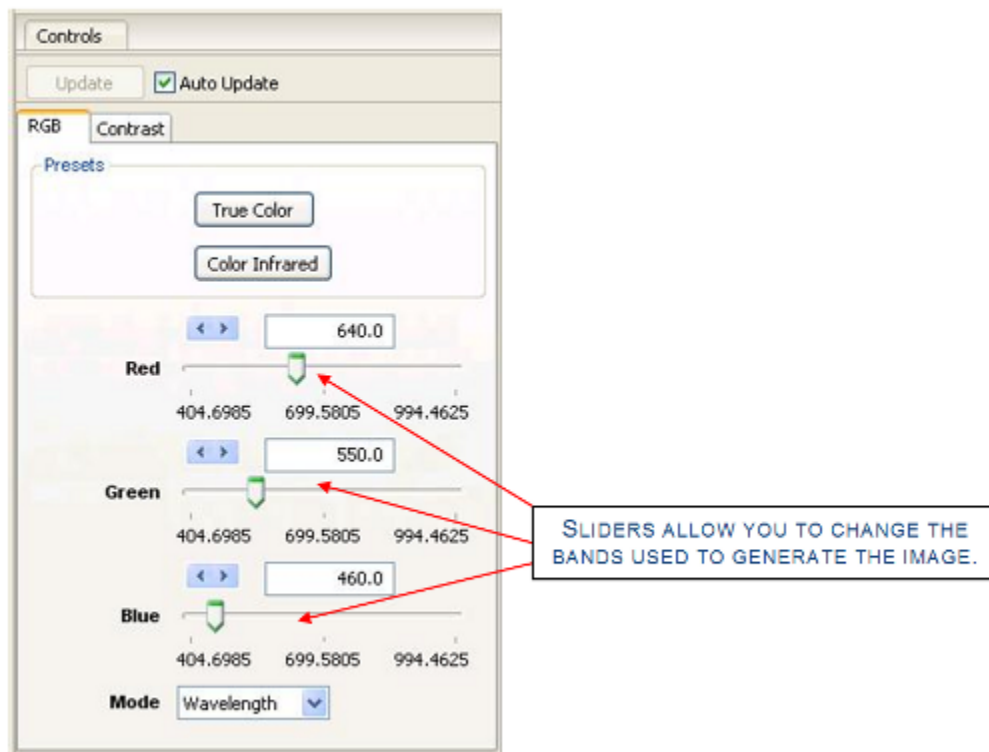 Controls
Update Auto Update
RGB Contrast
Presets
True Color
Color Infrared
< > 640.0
Red
404.6985 699.5805 994.4625
< > 550.0
Green
404.6985 699.5805 994.4625
< > 460.0
Blue
404.6985 699.5805 994.4625
Mode Wavelength
SLIDERS ALLOW YOU TO CHANGE THE
BANDS USED TO GENERATE THE IMAGE.